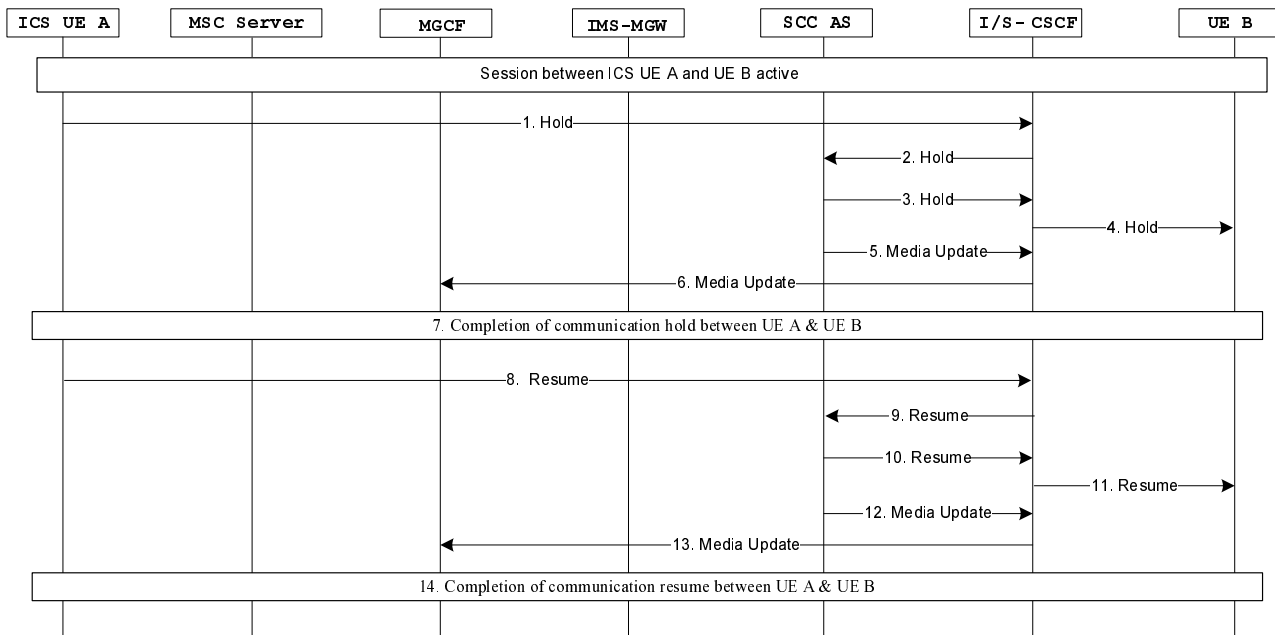 ICS UE A
MSC Server
MGCF
IMS-MGW
SCC AS
I/S-CSCF
UE B
Session between ICS UE A and UE B active
1. Hold
2. Hold
3. Hold
4. Hold
5. Media Update
6. Media Update
7. Completion of communication hold between UE A & UE B
8. Resume
9. Resume
10. Resume
11. Resume
12. Media Update
13. Media Update
14. Completion of communication resume between UE A & UE B